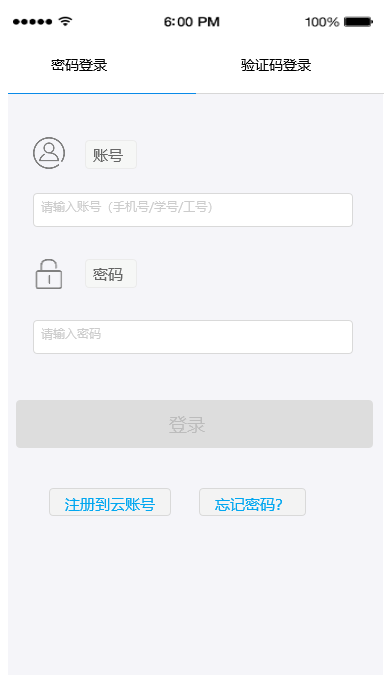 6:00 PM 100%
密码登录 验证码登录
账号
请输入账号（手机号/学号/工号）
密码
请输入密码
登录
注册到云账号 忘记密码？